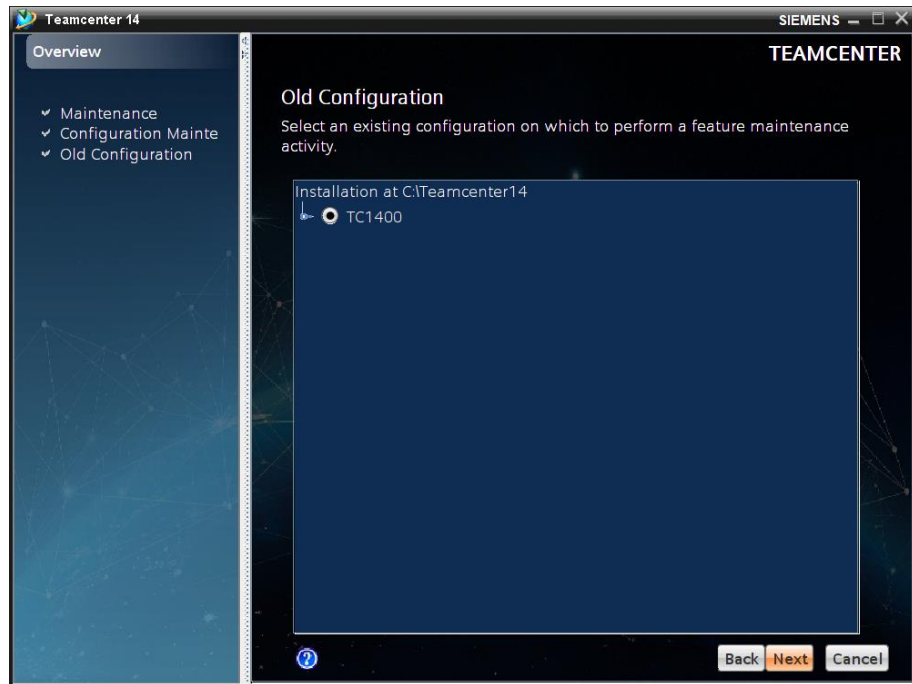 Teamcenter 14
SIEMENS
Overview
TEAMCENTER
Maintenance
Configuration Mainte
Old Configuration
Old Configuration
Select an existing configuration on which to perform a feature maintenance
activity.
Installation at C:\Teamcenter14
TC1400
?
Back Next Cancel